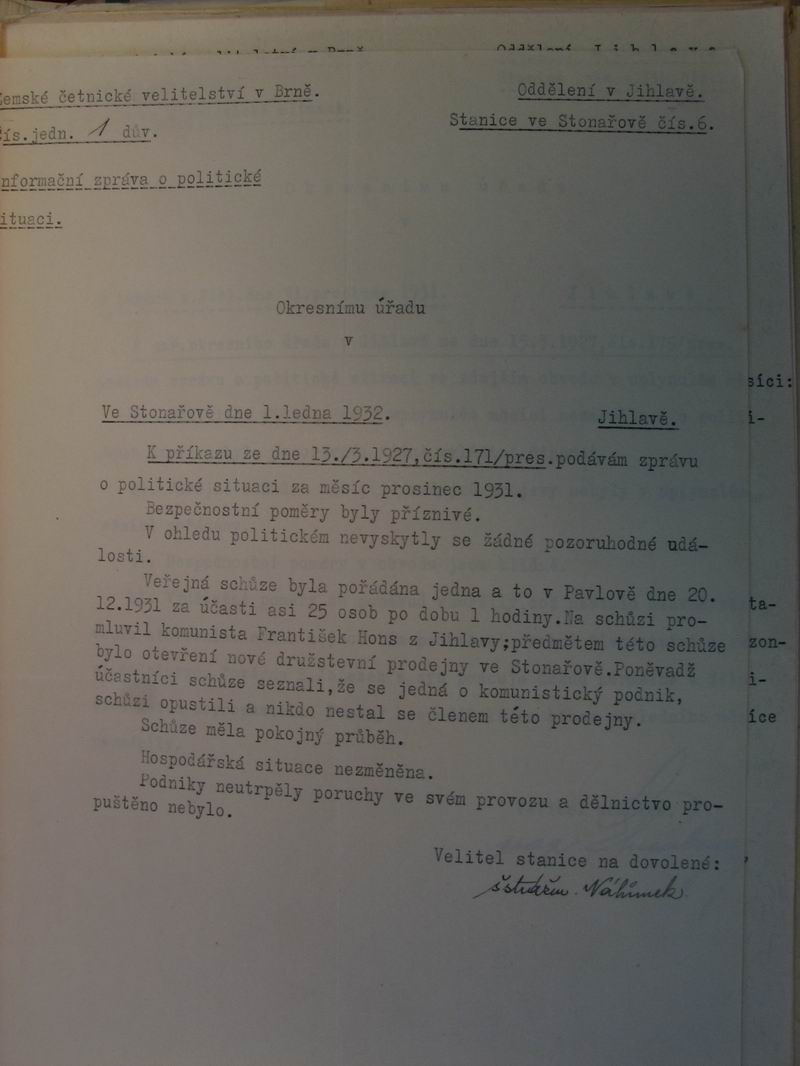 Zemské četnické velitelství v Brně.
Oddělení v Jihlavě.
Stanice ve Stonařově čís.6.
čís.jedn. 1 dův.
nformační zpráva o politické
ituaci.
Okresnímu úřadu
v
Ve Stonařově dne 1.ledna 1932.
Jihlavě.
K příkazu ze dne 13./3.1927,čís.171/pres.podávám zprávu
o politické situaci za měsíc prosinec 1931.
Bezpečnostní poměry byly příznivé.
V ohledu politickém nevyskytly se žádné pozoruhodné udá-
losti.
Veřejná schůze byla pořádána jedna a to v Pavlově dne 20.
12.1931 za účasti asi 25 osob po dobu 1 hodiny.Na schůzi pro-
mluvil komunista František Hons z Jihlavy;předmětem této schůze
bylo otevření nové družstevní prodejny ve Stonařově.Poněvadž
účastníci schůze seznali,že se jedná o komunistický podnik,
schůzi opustili a nikdo nestal se členem této prodejny.
Schůze měla pokojný průběh.
Hospodářská situace nezměněna.
Podniky neutrpěly poruchy ve svém provozu a dělnictvo pro-
puštěno nebylo.
Velitel stanice na dovolené:
síci:
i-
ta-
zon-
i-
íce